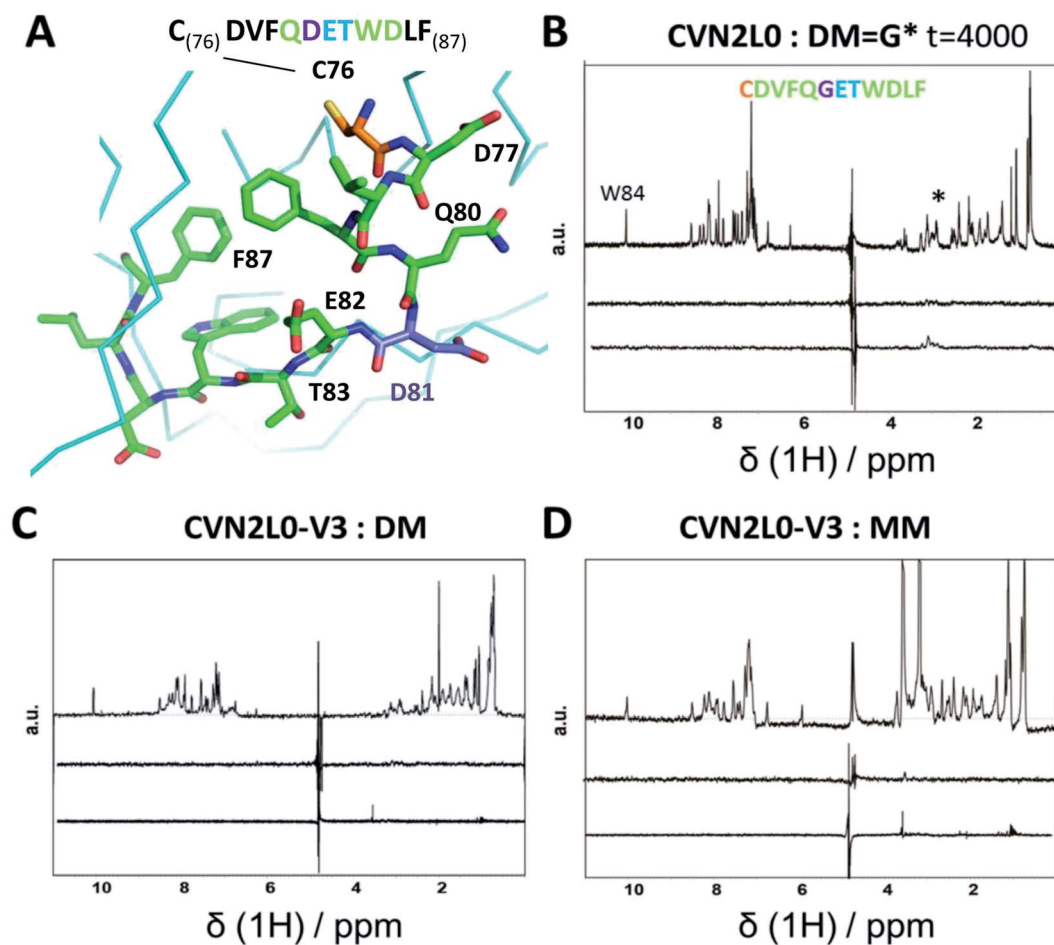 A
C(76) DVFQDETWDLF(87)
C76
D77
Q80
F87
E82
T83
D81
B
CVN2L0 : DM=G* t=4000
CDVFQGETWDLF
W84
*
a.u.
10 8 6 4 2
δ (1H) / ppm
C
CVN2L0-V3 : DM
a.u.
10 8 6 4 2
δ (1H) / ppm
D
CVN2L0-V3 : MM
a.u.
10 8 6 4 2
δ (1H) / ppm